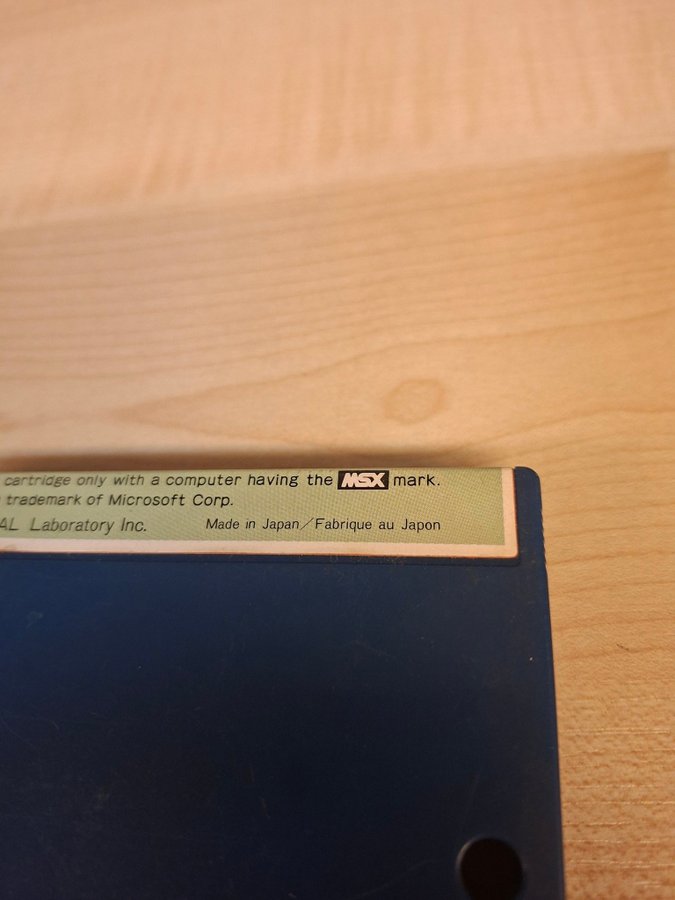 cartridge only with a computer having the MSX mark.
trademark of Microsoft Corp.
AL Laboratory Inc.
Made in Japan/Fabrique au Japon